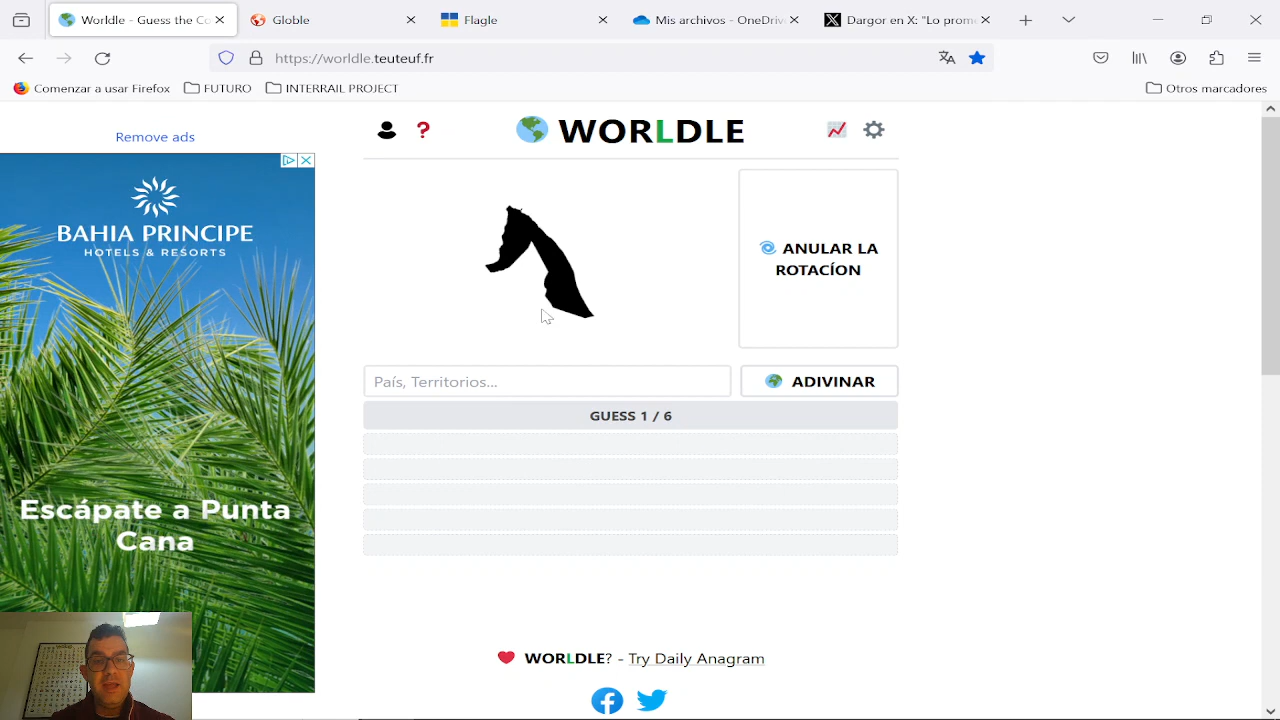 Worldle - Guess the Co
Globle
Flagle
Mis archivos - OneDriv
Dargor en X: "Lo prom
https://worldle.teuteuf.fr
Comenzar a usar Firefox
FUTURO
INTERRAIL PROJECT
Otros marcadores
Remove ads
?
WORLDLE
BAHIA PRINCIPE
HOTELS & RESORTS
ANULAR LA
ROTACÍON
País, Territorios...
ADIVINAR
GUESS 1 / 6
Escápate a Punta
Cana
WORLDLE? - Try Daily Anagram